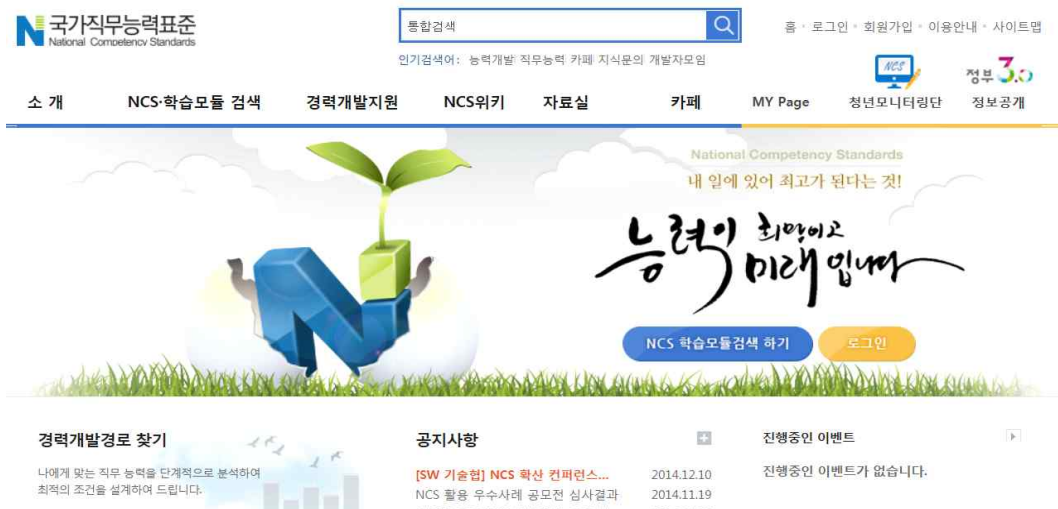 국가직무능력표준
National Competency Standards
통합검색
홈 · 로그인 · 회원가입 · 이용안내 · 사이트맵
인기검색어: 능력개발 직무능력 카페 지식문의 개발자모임
NCS
정부3.0
소 개 NCS·학습모듈 검색 경력개발지원 NCS위키 자료실 카페 MY Page 청년모니터링단 정보공개
National Competency Standards
내 일에 있어 최고가 된다는 것!
능력이 희망이고
미래입니다
NCS 학습모듈검색 하기 로그인
경력개발경로 찾기
나에게 맞는 직무 능력을 단계적으로 분석하여
최적의 조건을 설계하여 드립니다.
공지사항
[SW 기술협] NCS 확산 컨퍼런스... 2014.12.10
NCS 활용 우수사례 공모전 심사결과 2014.11.19
진행중인 이벤트
진행중인 이벤트가 없습니다.